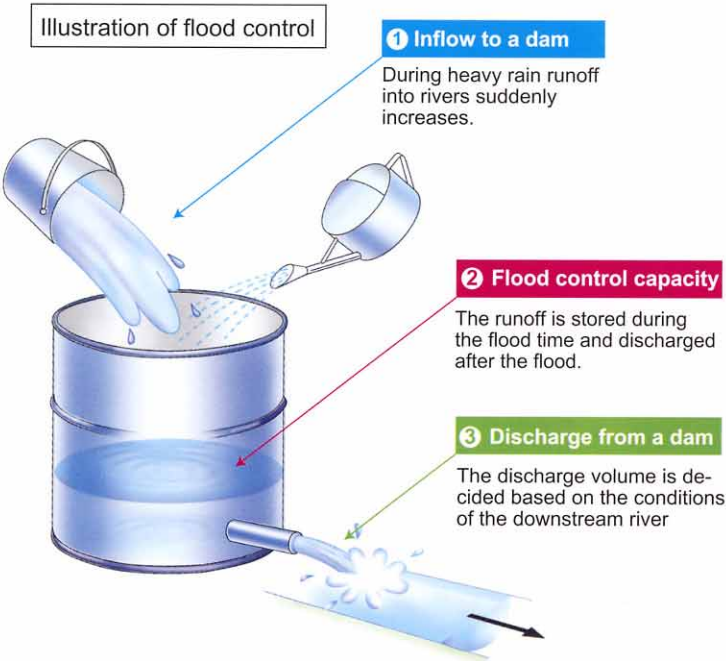 Illustration of flood control
❶ Inflow to a dam
During heavy rain runoff
into rivers suddenly
increases.
❷ Flood control capacity
The runoff is stored during
the flood time and discharged
after the flood.
❸ Discharge from a dam
The discharge volume is de-
cided based on the conditions
of the downstream river